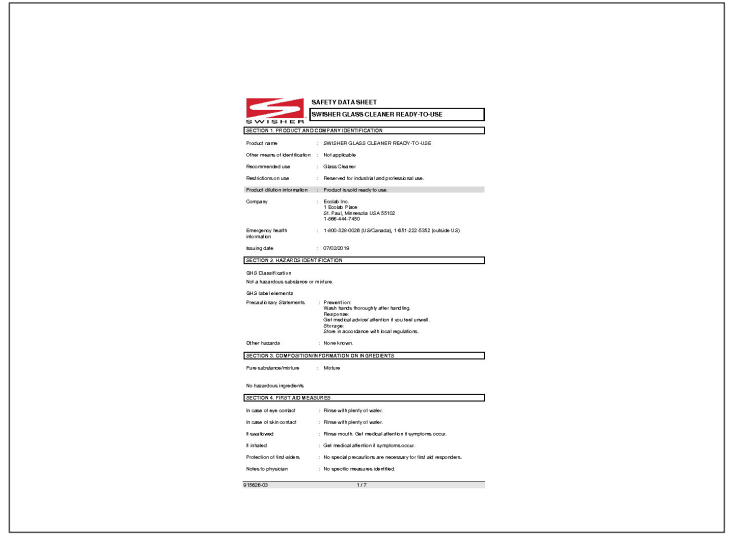 SAFETY DATA SHEET
SWISHER GLASS CLEANER READY-TO-USE
SWISHER
SECTION 1. PRODUCT AND COMPANY IDENTIFICATION
Product name : SWISHER GLASS CLEANER READY-TO-USE
Other means of identification : Not applicable
Recommended use : Glass Cleaner
Restrictions on use : Reserved for industrial and professional use.
Product dilution information : Product is sold ready to use.
Company : Ecolab Inc.
1 Ecolab Place
St. Paul, Minnesota USA 55102
1-866-444-7450
Emergency health information : 1-800-328-0026 (US/Canada), 1-651-222-5352 (outside US)
Issuing date : 07/02/2019
SECTION 2. HAZARDS IDENTIFICATION
GHS Classification
Not a hazardous substance or mixture.
GHS label elements
Precautionary Statements : Prevention:
Wash hands thoroughly after handling.
Response:
Get medical advice/ attention if you feel unwell.
Storage:
Store in accordance with local regulations.
Other hazards : None known.
SECTION 3. COMPOSITION/INFORMATION ON INGREDIENTS
Pure substance/mixture : Mixture
No hazardous ingredients
SECTION 4. FIRST AID MEASURES
In case of eye contact : Rinse with plenty of water.
In case of skin contact : Rinse with plenty of water.
If swallowed : Rinse mouth. Get medical attention if symptoms occur.
If inhaled : Get medical attention if symptoms occur.
Protection of first-aiders : No special precautions are necessary for first aid responders.
Notes to physician : No specific measures identified.
915626-03 1 / 7